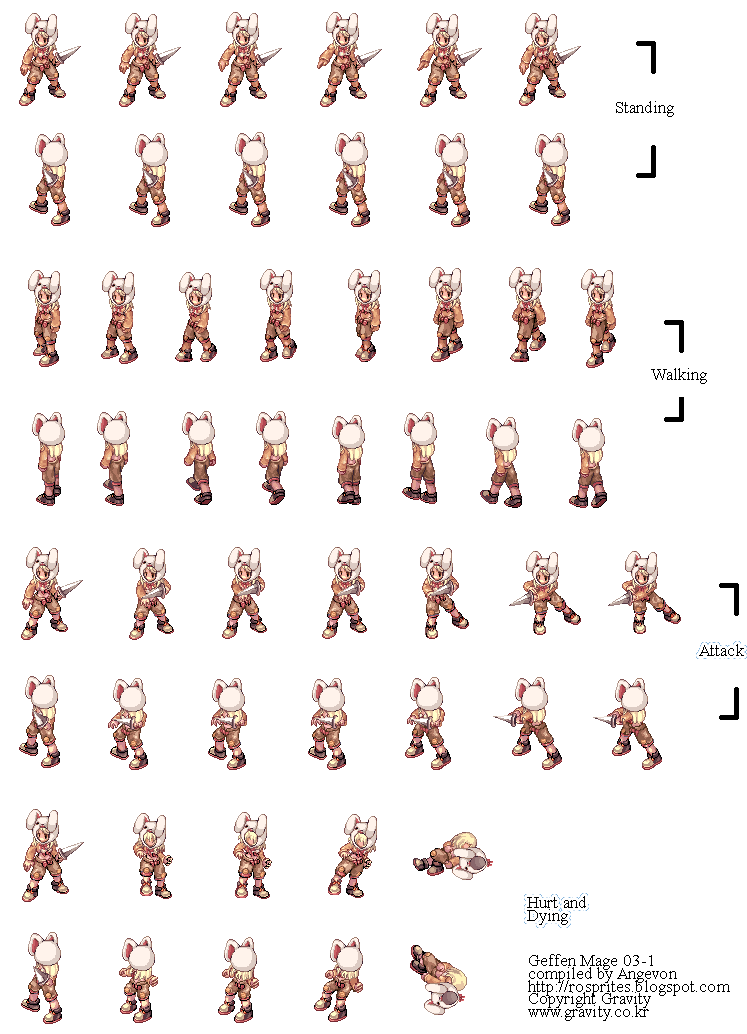 Standing
Walking
Attack
Hurt and
Dying
Geffen Mage 03-1
compiled by Angevon
http://rosprites.blogspot.com
Copyright Gravity
www.gravity.co.kr